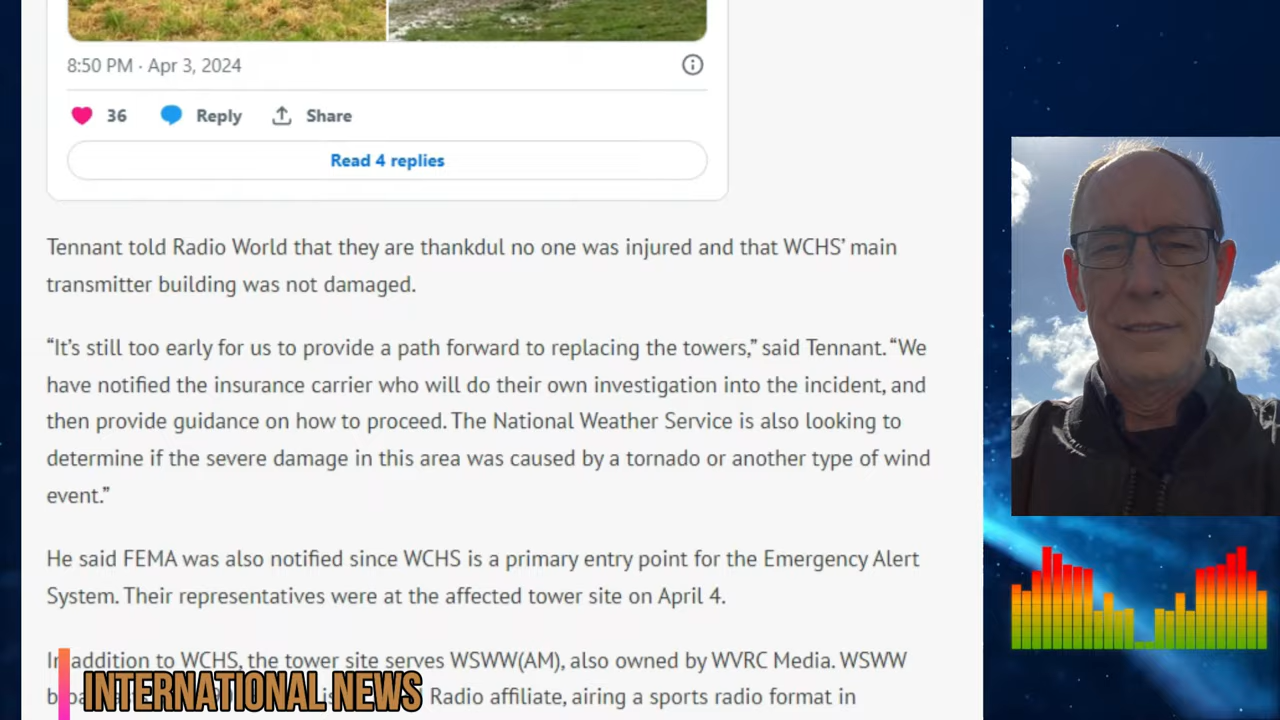 8:50 PM · Apr 3, 2024
36 Reply Share
Read 4 replies
Tennant told Radio World that they are thankdul no one was injured and that WCHS’ main
transmitter building was not damaged.
“It’s still too early for us to provide a path forward to replacing the towers,” said Tennant. “We
have notified the insurance carrier who will do their own investigation into the incident, and
then provide guidance on how to proceed. The National Weather Service is also looking to
determine if the severe damage in this area was caused by a tornado or another type of wind
event.”
He said FEMA was also notified since WCHS is a primary entry point for the Emergency Alert
System. Their representatives were at the affected tower site on April 4.
In addition to WCHS, the tower site serves WSWW(AM), also owned by WVRC Media. WSWW
Radio affiliate, airing a sports radio format in
INTERNATIONAL NEWS